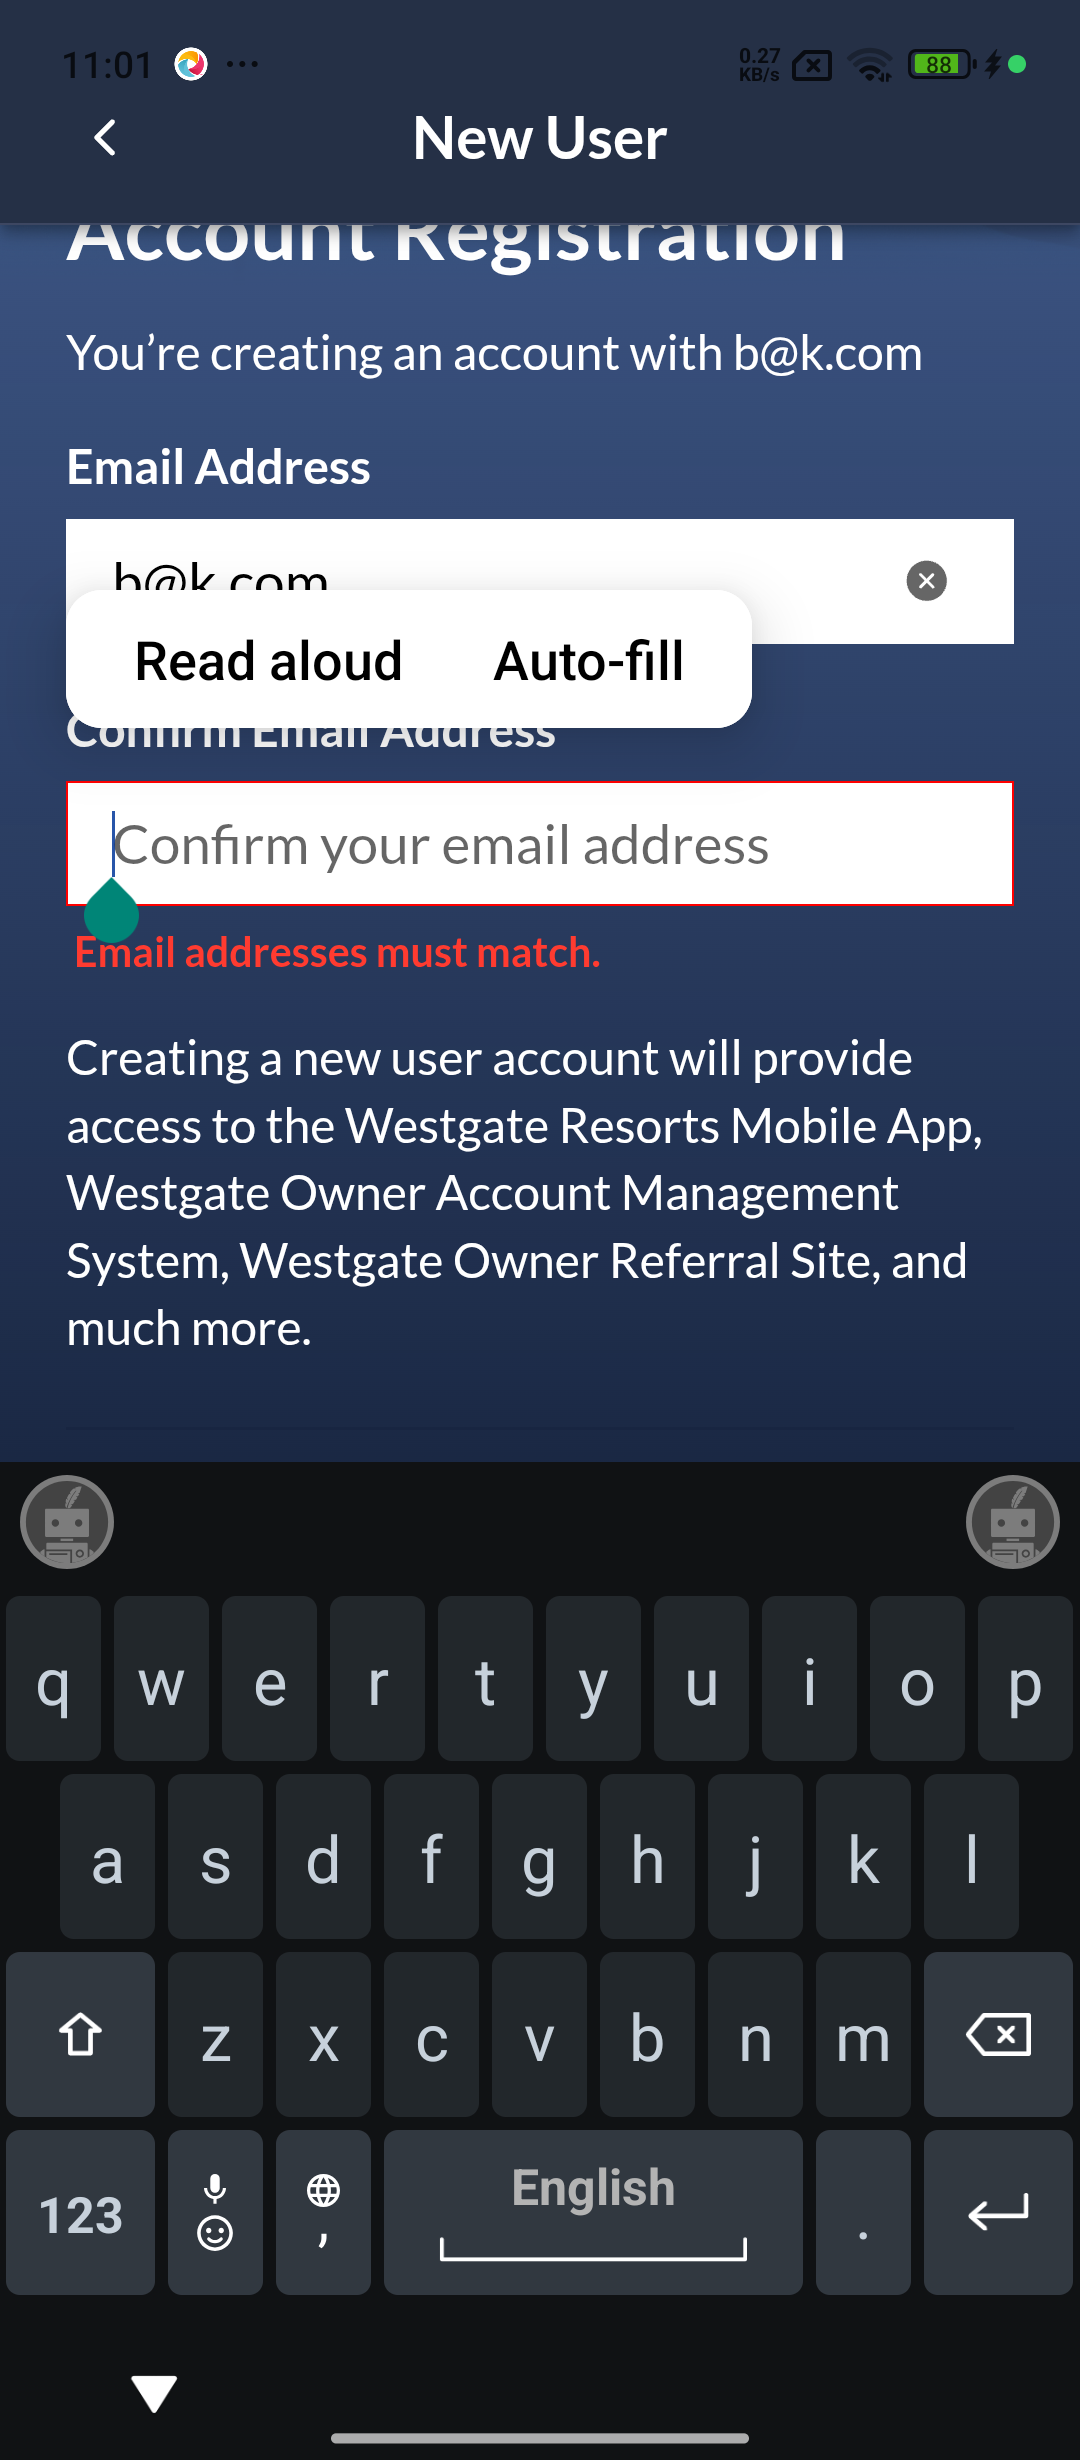 11:01
0.27
KB/s
88
New User
Account Registration
You’re creating an account with b@k.com
Email Address
b@k.com
Read aloud Auto-fill
Confirm Email Address
Confirm your email address
Email addresses must match.
Creating a new user account will provide
access to the Westgate Resorts Mobile App,
Westgate Owner Account Management
System, Westgate Owner Referral Site, and
much more.
q w e r t y u i o p
a s d f g h j k l
z x c v b n m
123 , English .